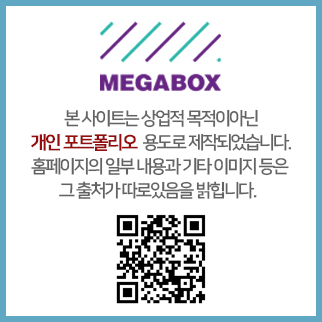 MEGABOX
본 사이트는 상업적 목적이아닌
개인 포트폴리오 용도로 제작되었습니다.
홈페이지의 일부 내용과 기타 이미지 등은
그 출처가 따로있음을 밝힙니다.